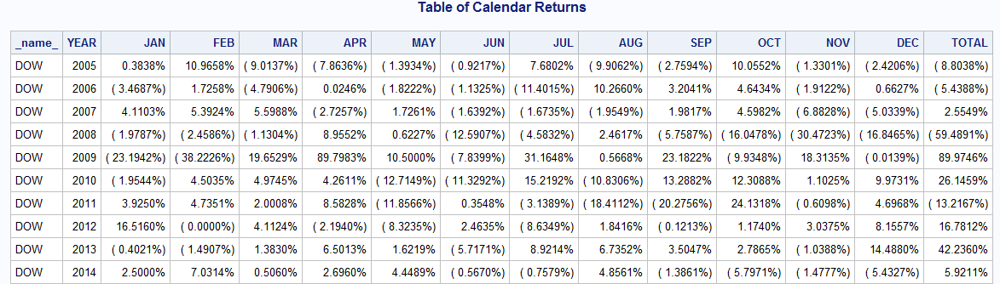 Table of Calendar Returns
_name_ YEAR JAN FEB MAR APR MAY JUN JUL AUG SEP OCT NOV DEC TOTAL
DOW 2005 0.3838% 10.9658% ( 9.0137%) ( 7.8636%) ( 1.3934%) ( 0.9217%) 7.6802% ( 9.9062%) ( 2.7594%) 10.0552% ( 1.3301%) ( 2.4206%) ( 8.8038%)
DOW 2006 ( 3.4687%) 1.7258% ( 4.7906%) 0.0246% ( 1.8222%) ( 1.1325%) ( 11.4015%) 10.2660% 3.2041% 4.6434% ( 1.9122%) 0.6627% ( 5.4388%)
DOW 2007 4.1103% 5.3924% 5.5988% ( 2.7257%) 1.7261% ( 1.6392%) ( 1.6735%) ( 1.9549%) 1.9817% 4.5982% ( 6.8828%) ( 5.0339%) 2.5549%
DOW 2008 ( 1.9787%) ( 2.4586%) ( 1.1304%) 8.9552% 0.6227% ( 12.5907%) ( 4.5832%) 2.4617% ( 5.7587%) ( 16.0478%) ( 30.4723%) ( 16.8465%) ( 59.4891%)
DOW 2009 ( 23.1942%) ( 38.2226%) 19.6529% 89.7983% 10.5000% ( 7.8399%) 31.1648% 0.5668% 23.1822% ( 9.9348%) 18.3135% ( 0.0139%) 89.9746%
DOW 2010 ( 1.9544%) 4.5035% 4.9745% 4.2611% ( 12.7149%) ( 11.3292%) 15.2192% ( 10.8306%) 13.2882% 12.3088% 1.1025% 9.9731% 26.1459%
DOW 2011 3.9250% 4.7351% 2.0008% 8.5828% ( 11.8566%) 0.3548% ( 3.1389%) ( 18.4112%) ( 20.2756%) 24.1318% ( 0.6098%) 4.6968% ( 13.2167%)
DOW 2012 16.5160% ( 0.0000%) 4.1124% ( 2.1940%) ( 8.3235%) 2.4635% ( 8.6349%) 1.8416% ( 0.1213%) 1.1740% 3.0375% 8.1557% 16.7812%
DOW 2013 ( 0.4021%) ( 1.4907%) 1.3830% 6.5013% 1.6219% ( 5.7171%) 8.9214% 6.7352% 3.5047% 2.7865% ( 1.0388%) 14.4880% 42.2360%
DOW 2014 2.5000% 7.0314% 0.5060% 2.6960% 4.4489% ( 0.5670%) ( 0.7579%) 4.8561% ( 1.3861%) ( 5.7971%) ( 1.4777%) ( 5.4327%) 5.9211%